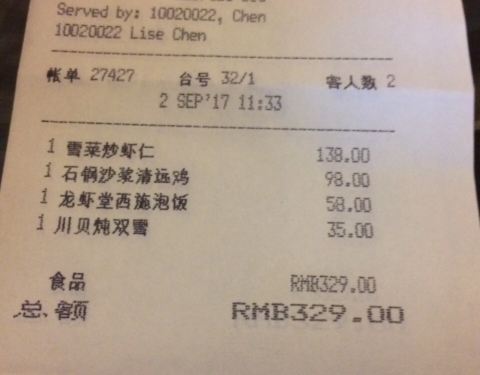 Served by: 10020022, Chen
10020022 Lise Chen
帐单 27427 台号 32/1 客人数 2
2 SEP'17 11:33
1 雪菜炒虾仁 138.00
1 石锅沙浆清远鸡 98.00
1 龙虾堂西施泡饭 58.00
1 川贝炖双雪 35.00
食品 RMB329.00
总 RMB329.00